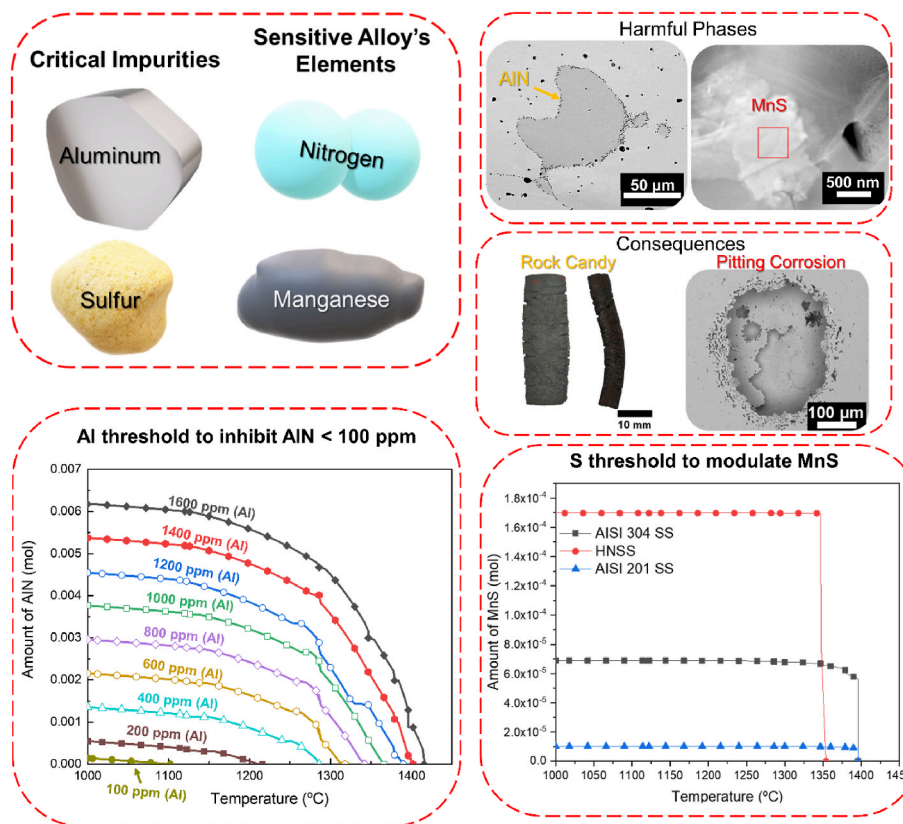 Critical Impurities
Sensitive Alloy's
Elements
Aluminum
Nitrogen
Sulfur
Manganese
Harmful Phases
AlN
50 µm
MnS
500 nm
Consequences
Rock Candy
Pitting Corrosion
10 mm
100 µm
Al threshold to inhibit AlN < 100 ppm
Amount of AlN (mol)
0.007
0.006
0.005
0.004
0.003
0.002
0.001
0.000
1600 ppm (Al)
1400 ppm (Al)
1200 ppm (Al)
1000 ppm (Al)
800 ppm (Al)
600 ppm (Al)
400 ppm (Al)
200 ppm (Al)
100 ppm (Al)
1000 1100 1200 1300 1400
Temperature (ºC)
S threshold to modulate MnS
Amount of MnS (mol)
1.8x10⁻⁴
1.6x10⁻⁴
1.4x10⁻⁴
1.2x10⁻⁴
1.0x10⁻⁴
8.0x10⁻⁵
6.0x10⁻⁵
4.0x10⁻⁵
2.0x10⁻⁵
0.0
AISI 304 SS
HNSS
AISI 201 SS
1000 1050 1100 1150 1200 1250 1300 1350 1400 145
Temperature (ºC)